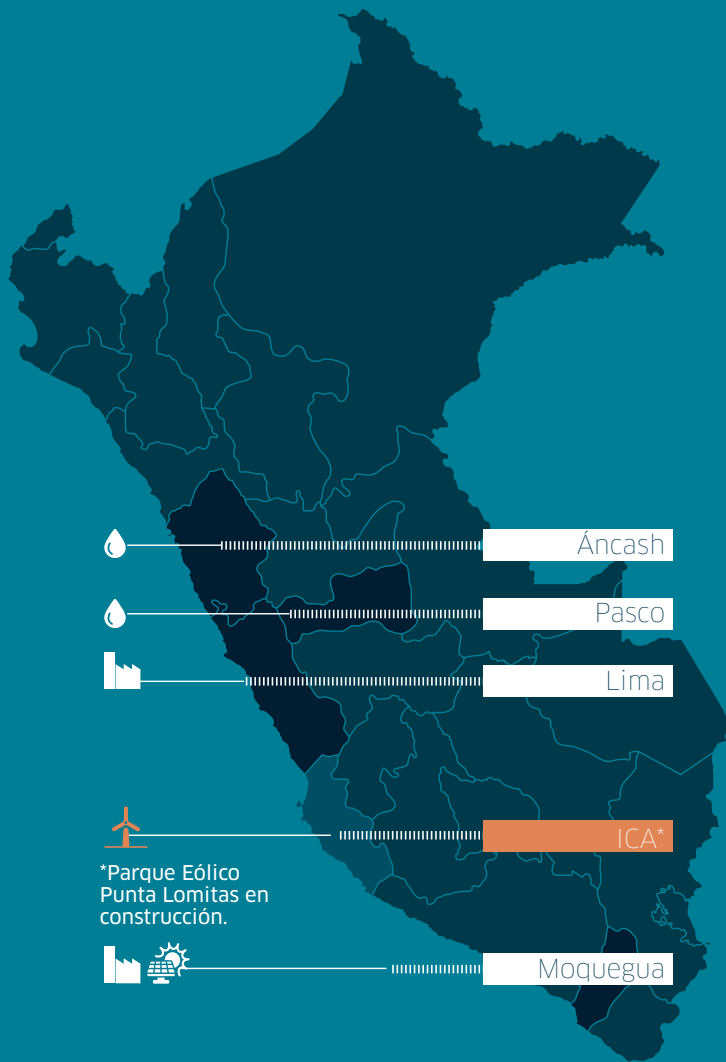 Áncash
Pasco
Lima
ICA*
*Parque Eólico
Punta Lomitas en
construcción.
Moquegua